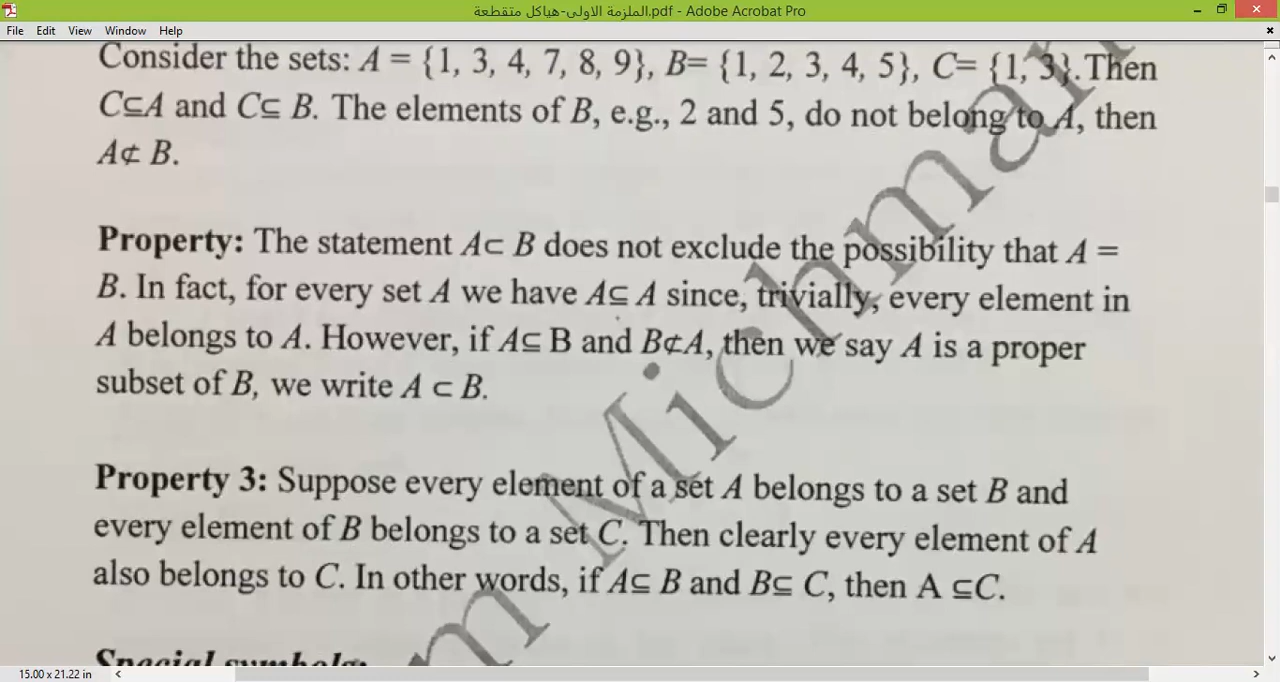 الملزمة الاولى-هياكل متقطعة.pdf - Adobe Acrobat Pro
File Edit View Window Help
Consider the sets: A = {1, 3, 4, 7, 8, 9}, B= {1, 2, 3, 4, 5}, C= {1, 3}.Then
C⊆A and C⊆ B. The elements of B, e.g., 2 and 5, do not belong to A, then
A⊄ B.
Property: The statement A⊂ B does not exclude the possibility that A =
B. In fact, for every set A we have A⊆ A since, trivially, every element in
A belongs to A. However, if A⊆ B and B⊄A, then we say A is a proper
subset of B, we write A ⊂ B.
Property 3: Suppose every element of a set A belongs to a set B and
every element of B belongs to a set C. Then clearly every element of A
also belongs to C. In other words, if A⊆ B and B⊆ C, then A ⊆C.
Special symbols:
15.00 x 21.22 in